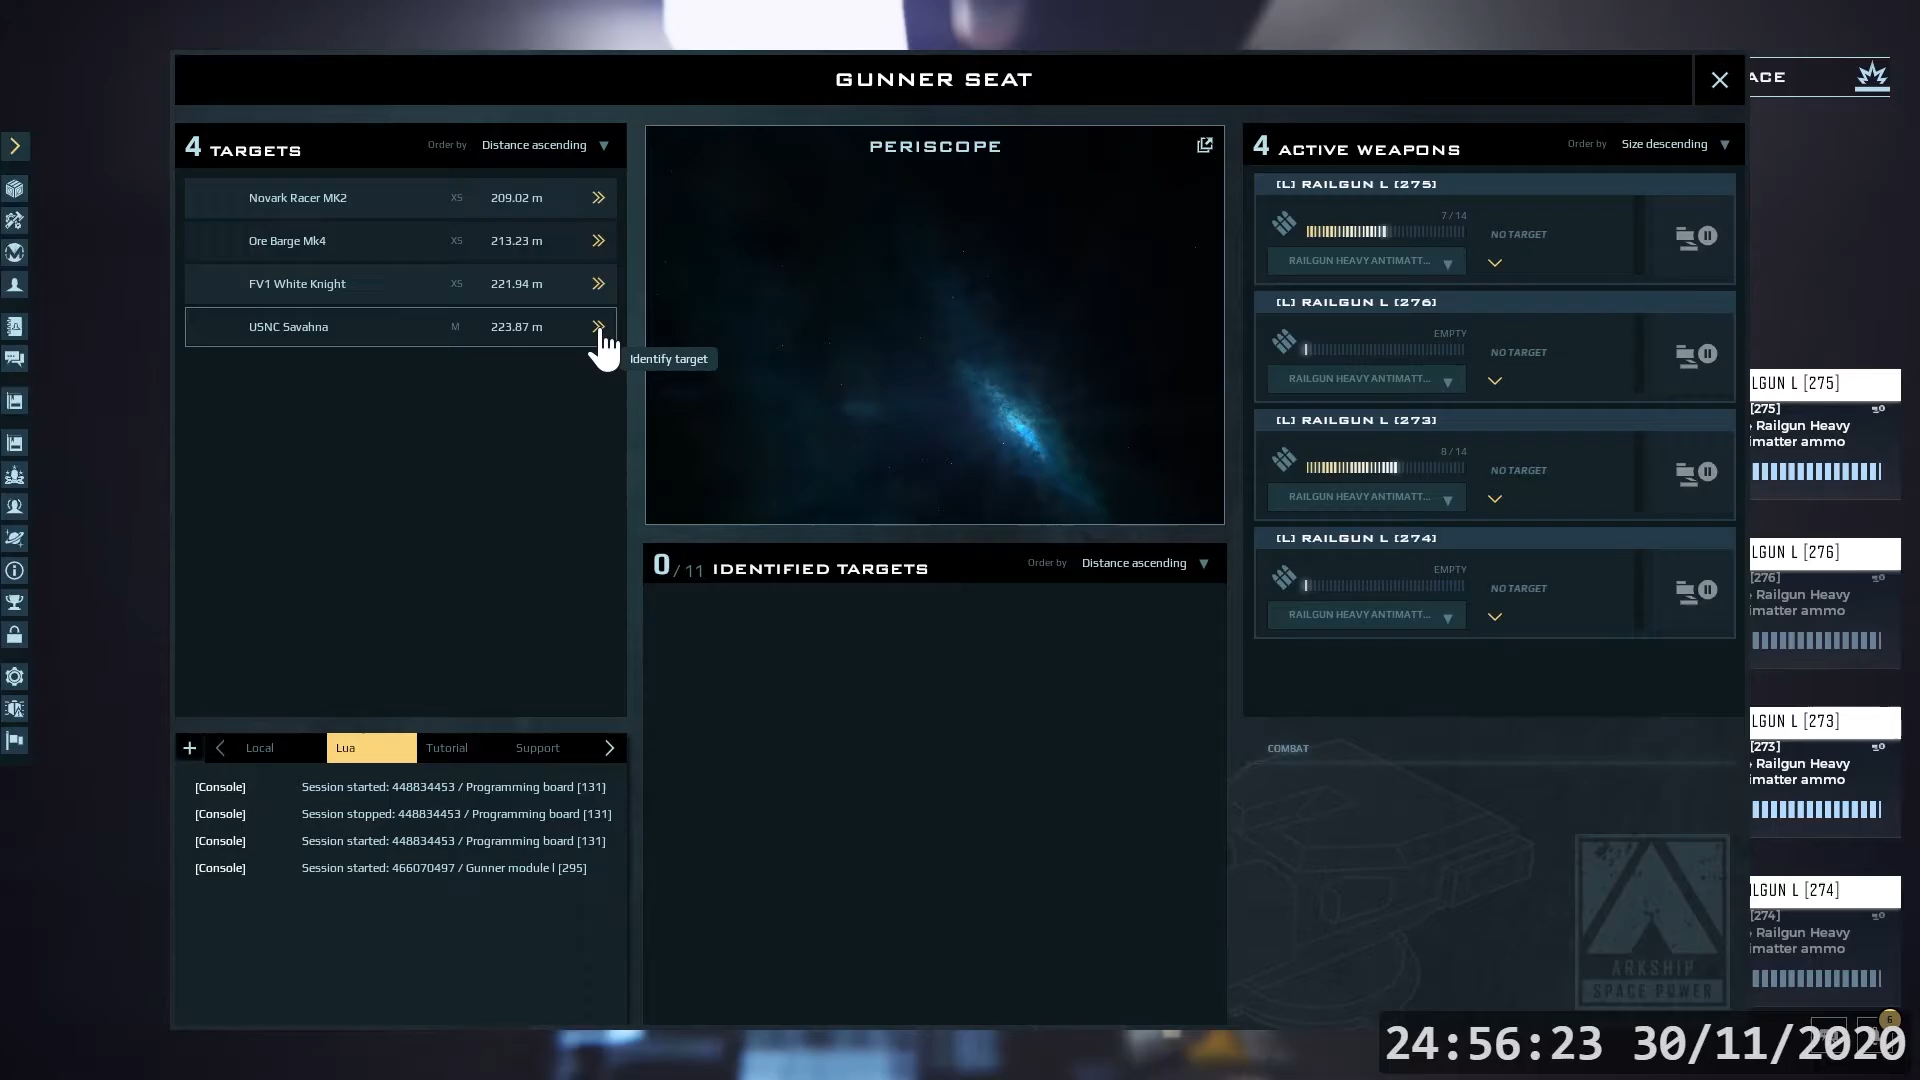 GUNNER SEAT
ACE
4 TARGETS
Order by Distance ascending
Novark Racer MK2 XS 209.02 m
Ore Barge Mk4 XS 213.23 m
FV1 White Knight XS 221.94 m
USNC Savahna M 223.87 m
Identify target
PERISCOPE
0 / 11 IDENTIFIED TARGETS
Order by Distance ascending
4 ACTIVE WEAPONS
Order by Size descending
[L] RAILGUN L [275]
7 / 14
NO TARGET
RAILGUN HEAVY ANTIMATT...
[L] RAILGUN L [276]
EMPTY
NO TARGET
RAILGUN HEAVY ANTIMATT...
[L] RAILGUN L [273]
8 / 14
NO TARGET
RAILGUN HEAVY ANTIMATT...
[L] RAILGUN L [274]
EMPTY
NO TARGET
RAILGUN HEAVY ANTIMATT...
LGUN L [275]
[275]
Railgun Heavy
imatter ammo
LGUN L [276]
[276]
Railgun Heavy
imatter ammo
LGUN L [273]
[273]
Railgun Heavy
imatter ammo
ILGUN L [274]
[274]
Railgun Heavy
imatter ammo
Local Lua Tutorial Support
[Console] Session started: 448834453 / Programming board [131]
[Console] Session stopped: 448834453 / Programming board [131]
[Console] Session started: 448834453 / Programming board [131]
[Console] Session started: 466070497 / Gunner module l [295]
COMBAT
ARKSHIP
SPACE POWER
6
24:56:23 30/11/2020